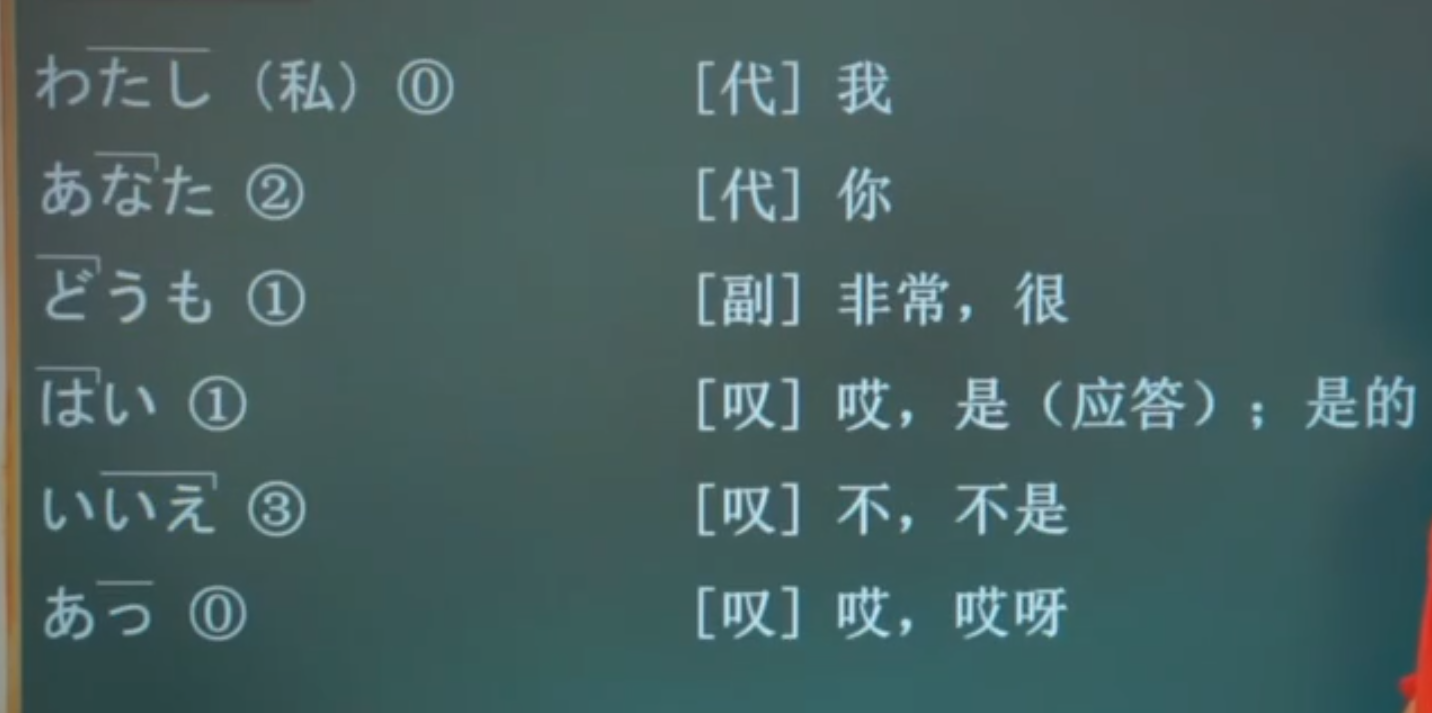 わたし（私）⓪ [代] 我
あなた ② [代] 你
どうも ① [副] 非常，很
はい ① [叹] 哎，是（应答）；是的
いいえ ③ [叹] 不，不是
あっ ⓪ [叹] 哎，哎呀